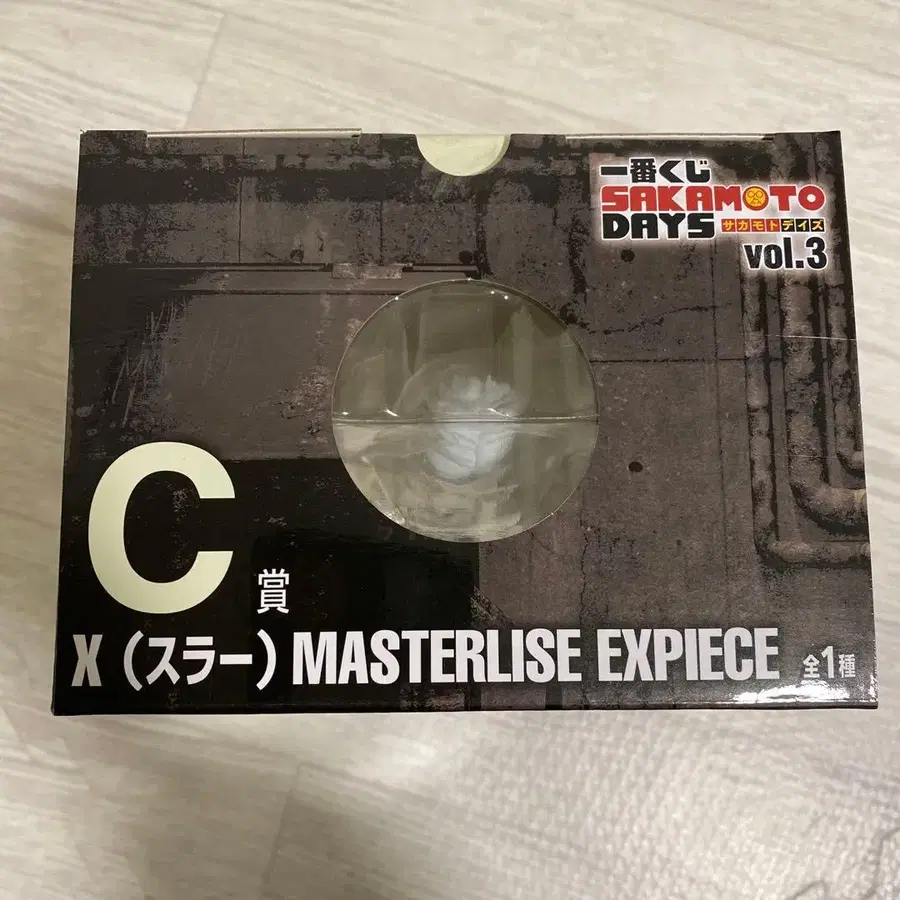 一番くじ
SAKAMOTO
DAYS サカモトデイズ
vol.3
C賞
X（スラー）MASTERLISE EXPIECE 全1種